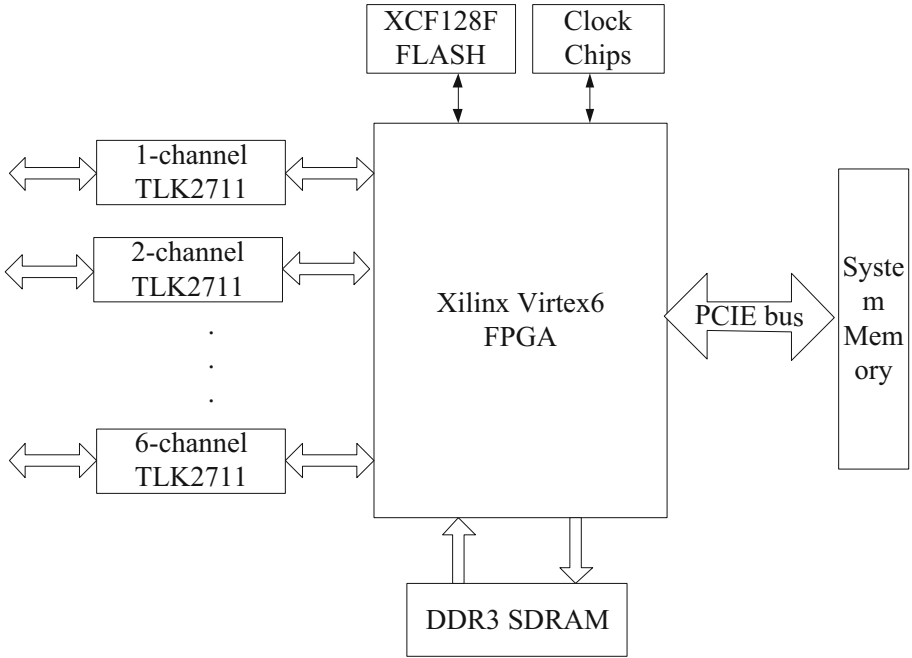 XCF128F
FLASH
Clock
Chips
1-channel
TLK2711
2-channel
TLK2711
.
.
.
6-channel
TLK2711
Xilinx Virtex6
FPGA
PCIE bus
Syste
m
Mem
ory
DDR3 SDRAM